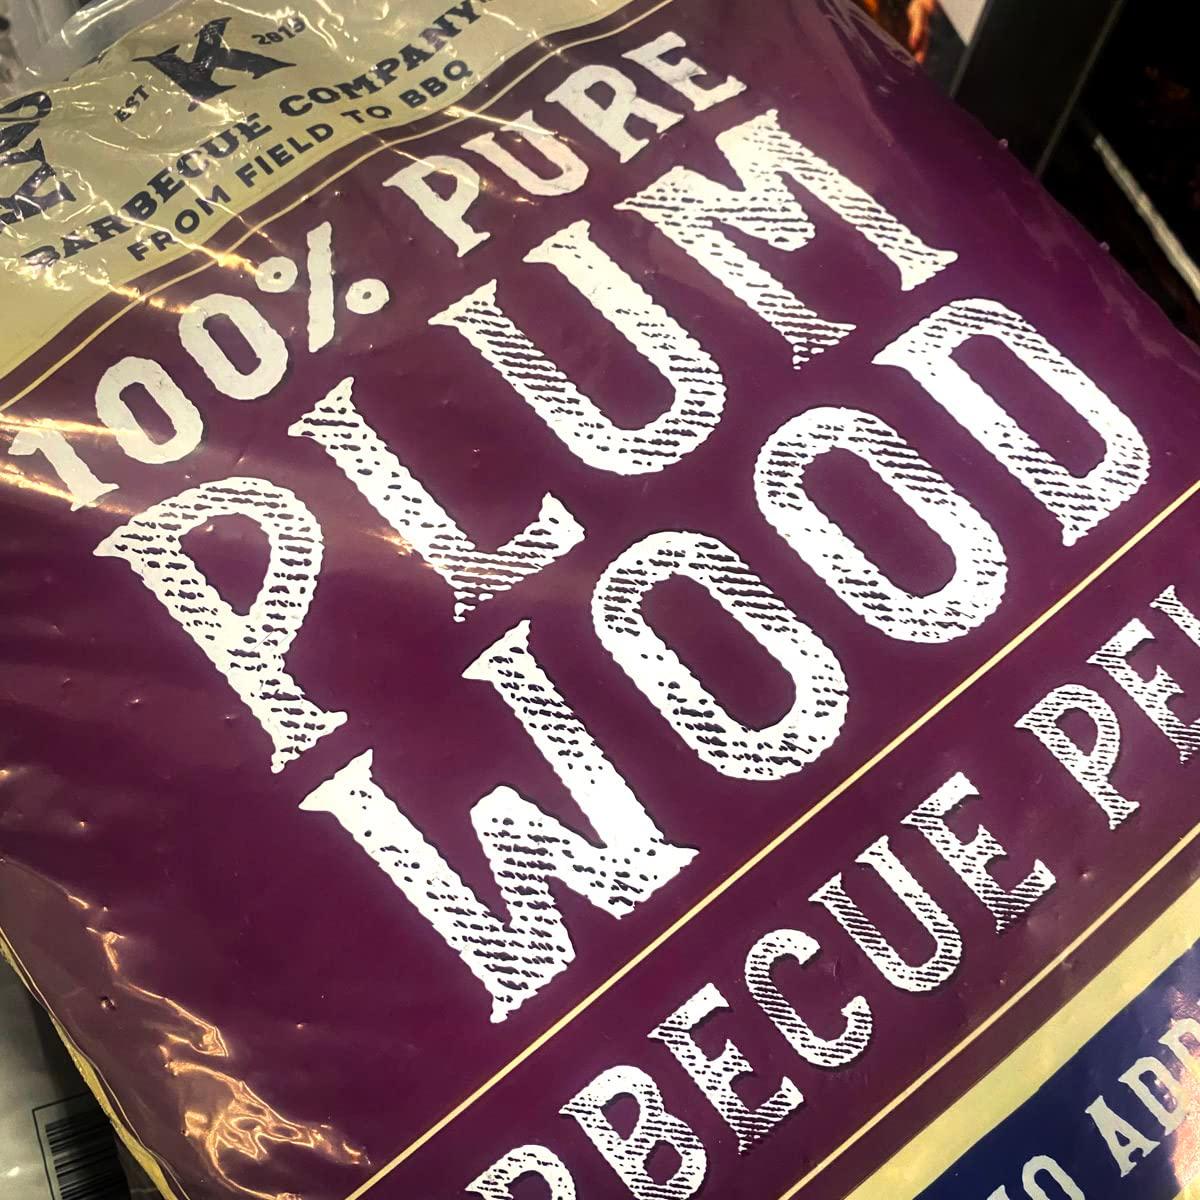 EST K 2013
BARBECUE COMPANY
FROM FIELD TO BBQ
100% PURE
PLUM
WOOD